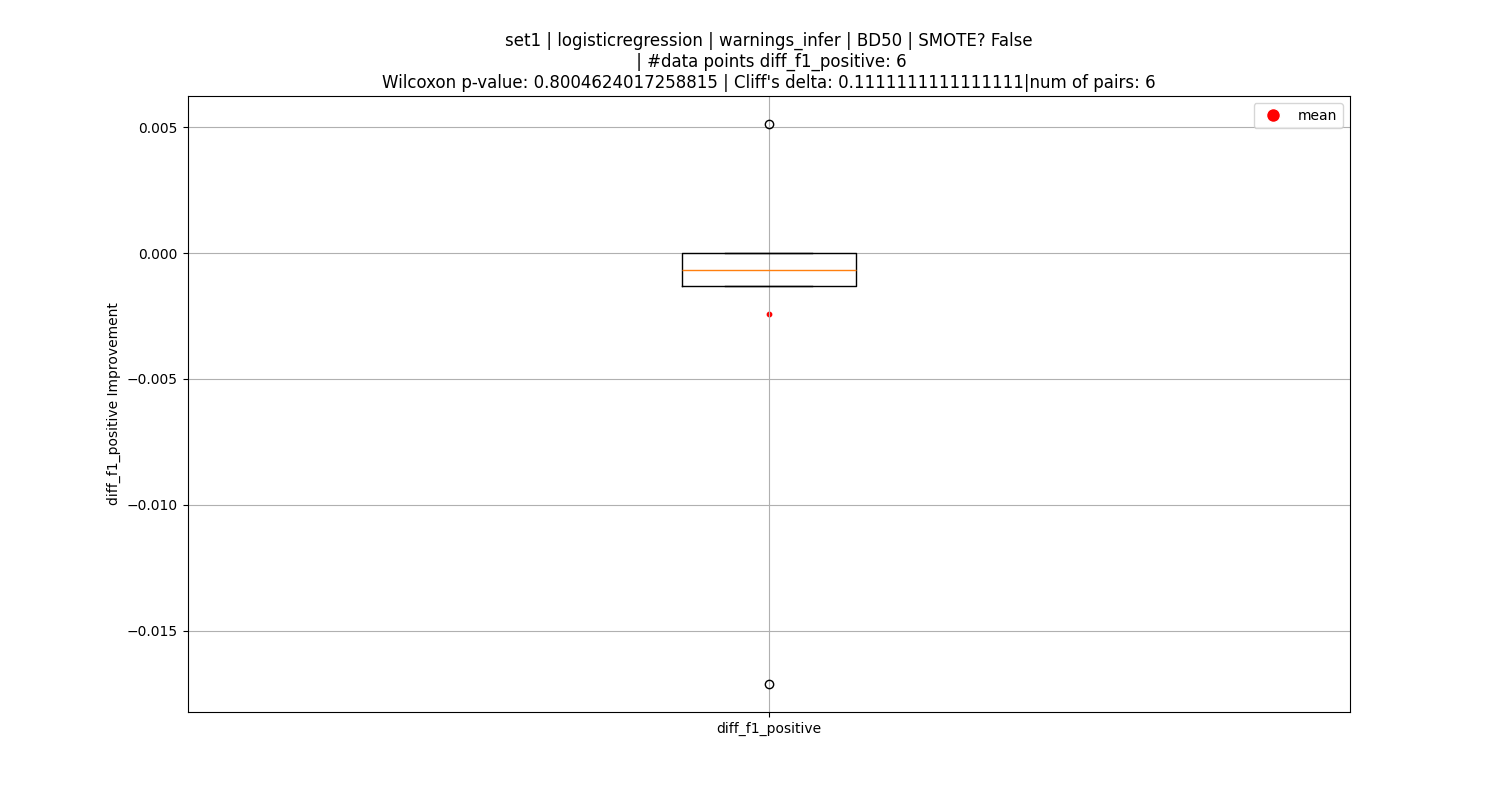 set1 | logisticregression | warnings_infer | BD50 | SMOTE? False
| #data points diff_f1_positive: 6
Wilcoxon p-value: 0.8004624017258815 | Cliff's delta: 0.1111111111111111|num of pairs: 6
mean
0.005
0.000
−0.005
−0.010
−0.015
diff_f1_positive Improvement
diff_f1_positive